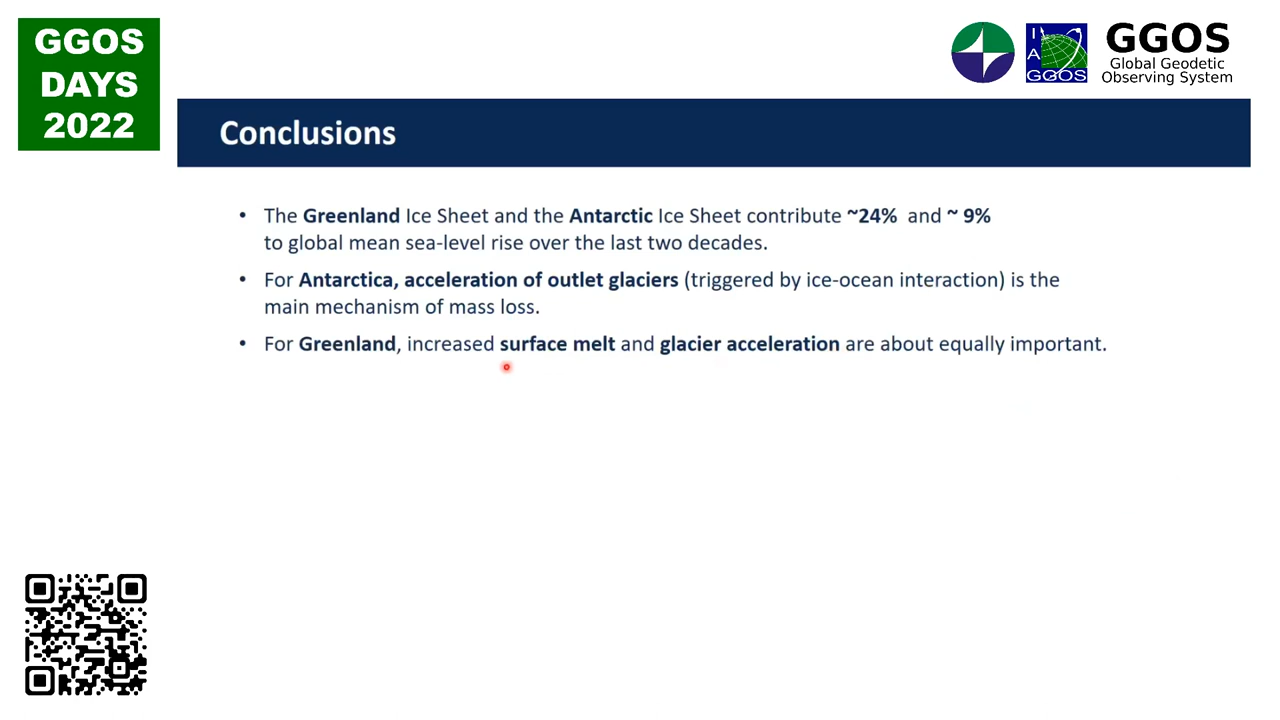 GGOS
DAYS
2022
I
A
GGOS
GGOS
Global Geodetic
Observing System
Conclusions
• The Greenland Ice Sheet and the Antarctic Ice Sheet contribute ~24% and ~ 9%
to global mean sea-level rise over the last two decades.
• For Antarctica, acceleration of outlet glaciers (triggered by ice-ocean interaction) is the
main mechanism of mass loss.
• For Greenland, increased surface melt and glacier acceleration are about equally important.